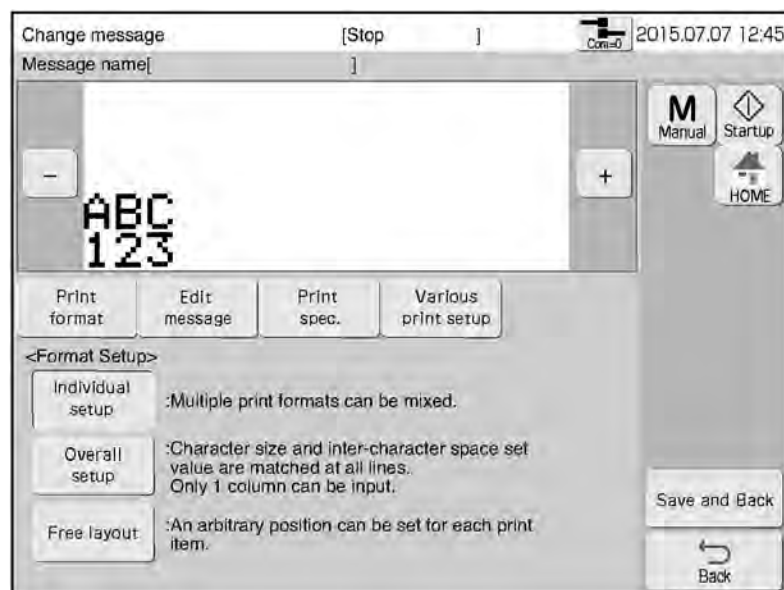 Change message [Stop ] Com=0 2015.07.07 12:45
Message name[ ]
M
Manual
Startup
HOME
-
+
ABC
123
Print format
Edit message
Print spec.
Various print setup
<Format Setup>
Individual setup
:Multiple print formats can be mixed.
Overall setup
:Character size and inter-character space set
value are matched at all lines.
Only 1 column can be input.
Free layout
:An arbitrary position can be set for each print
item.
Save and Back
Back